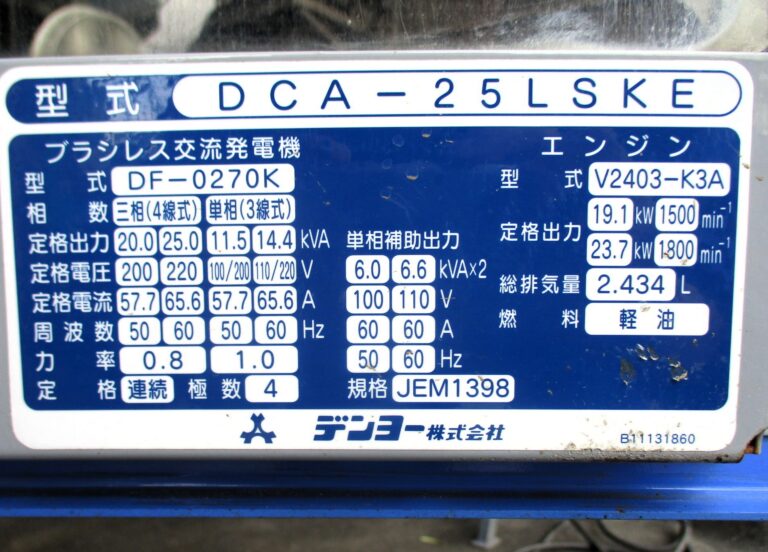 型式 DCA-25LSKE
ブラシレス交流発電機
型式 DF-0270K
相数 三相(4線式) 単相(3線式)
定格出力 20.0 25.0 11.5 14.4 kVA
定格電圧 200 220 100/200 110/220 V
定格電流 57.7 65.6 57.7 65.6 A
周波数 50 60 50 60 Hz
力率 0.8 1.0
定格 連続 極数 4
単相補助出力
6.0 6.6 kVA×2
100 110 V
60 60 A
50 60 Hz
規格 JEM1398
エンジン
型式 V2403-K3A
定格出力 19.1 kW 1500 min⁻¹
23.7 kW 1800 min⁻¹
総排気量 2.434 L
燃料 軽油
デンヨー株式会社
B11131860